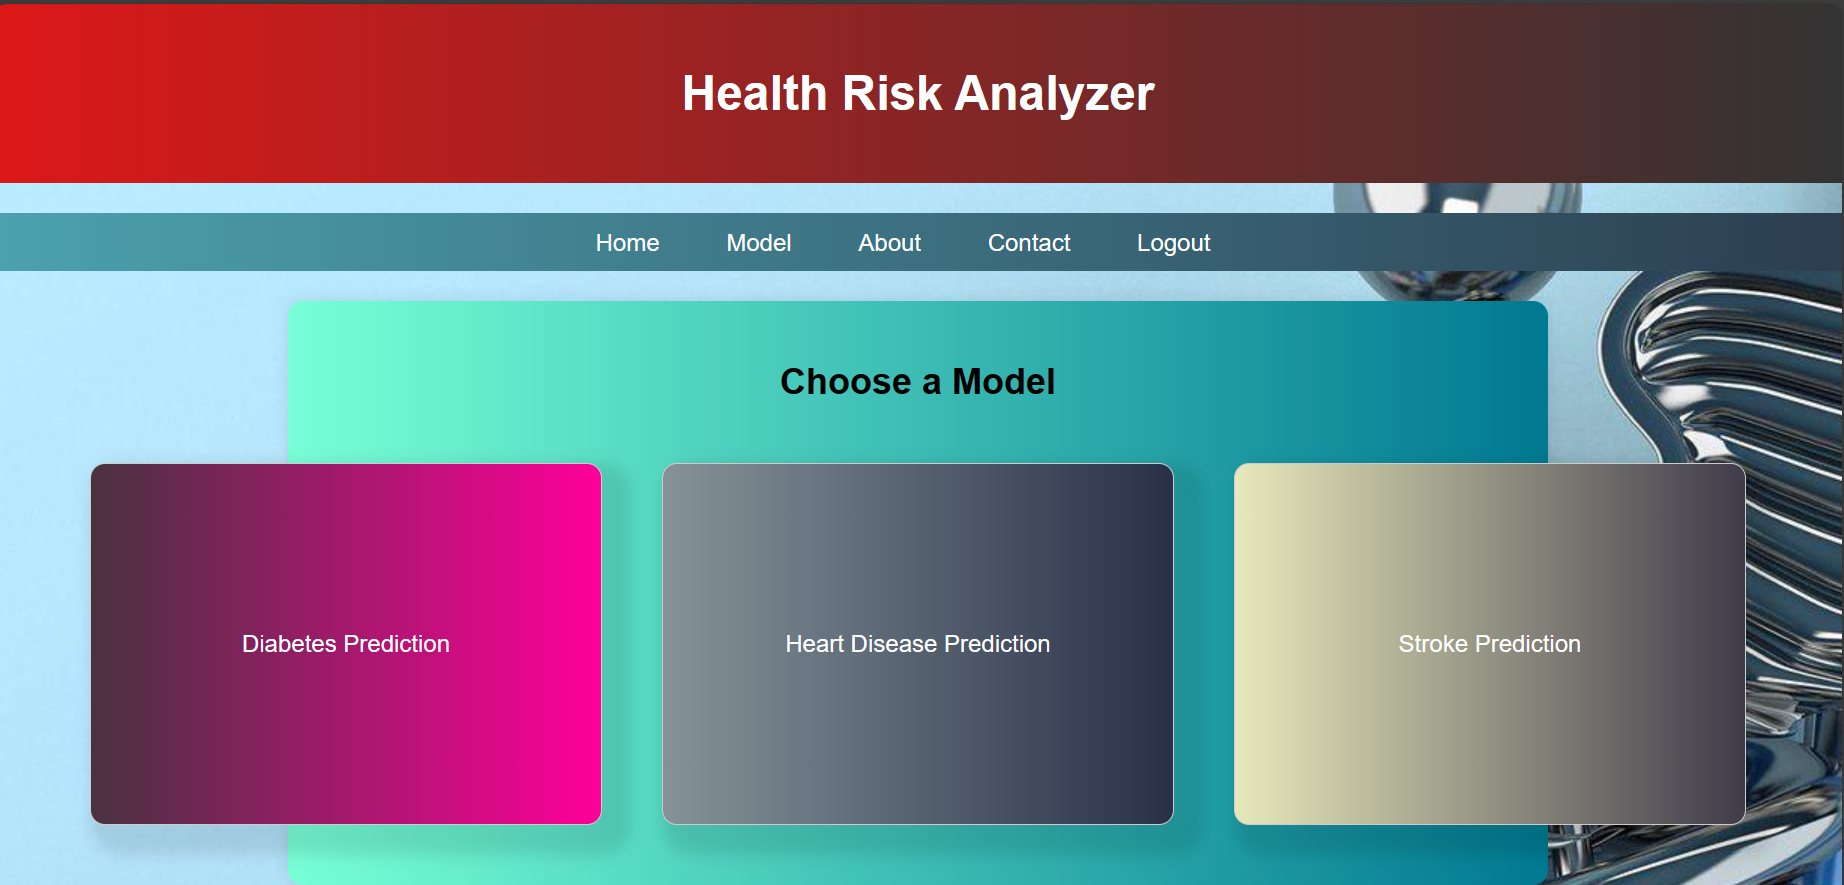 Health Risk Analyzer
Home Model About Contact Logout
Choose a Model
Diabetes Prediction
Heart Disease Prediction
Stroke Prediction